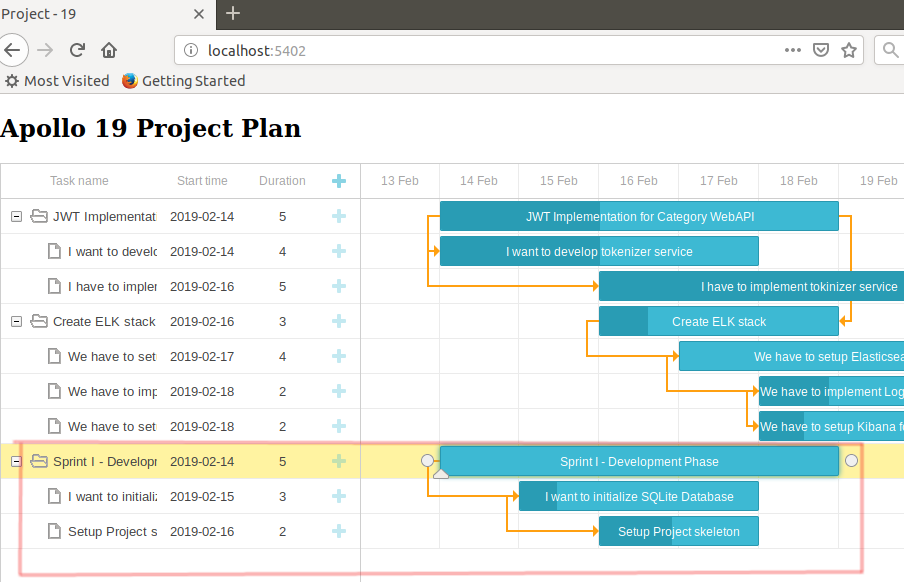 Project - 19
localhost:5402
Most Visited Getting Started
Apollo 19 Project Plan
Task name Start time Duration 13 Feb 14 Feb 15 Feb 16 Feb 17 Feb 18 Feb 19 Feb
JWT Implementati 2019-02-14 5 JWT Implementation for Category WebAPI
I want to develo 2019-02-14 4 I want to develop tokenizer service
I have to implem 2019-02-16 5 I have to implement tokinizer service
Create ELK stack 2019-02-16 3 Create ELK stack
We have to setu 2019-02-17 4 We have to setup Elasticsea
We have to imp 2019-02-18 2 We have to implement Log
We have to setu 2019-02-18 2 We have to setup Kibana fo
Sprint I - Developm 2019-02-14 5 Sprint I - Development Phase
I want to initializ 2019-02-15 3 I want to initialize SQLite Database
Setup Project s 2019-02-16 2 Setup Project skeleton